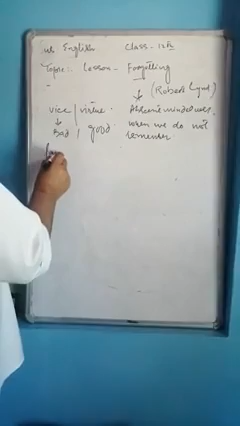 English Class-12th
Topic:- Lesson - Forgetting
(Robert Lynd)
vice | virtue. Absent mindedness,
Bad | good. when we do not
remember